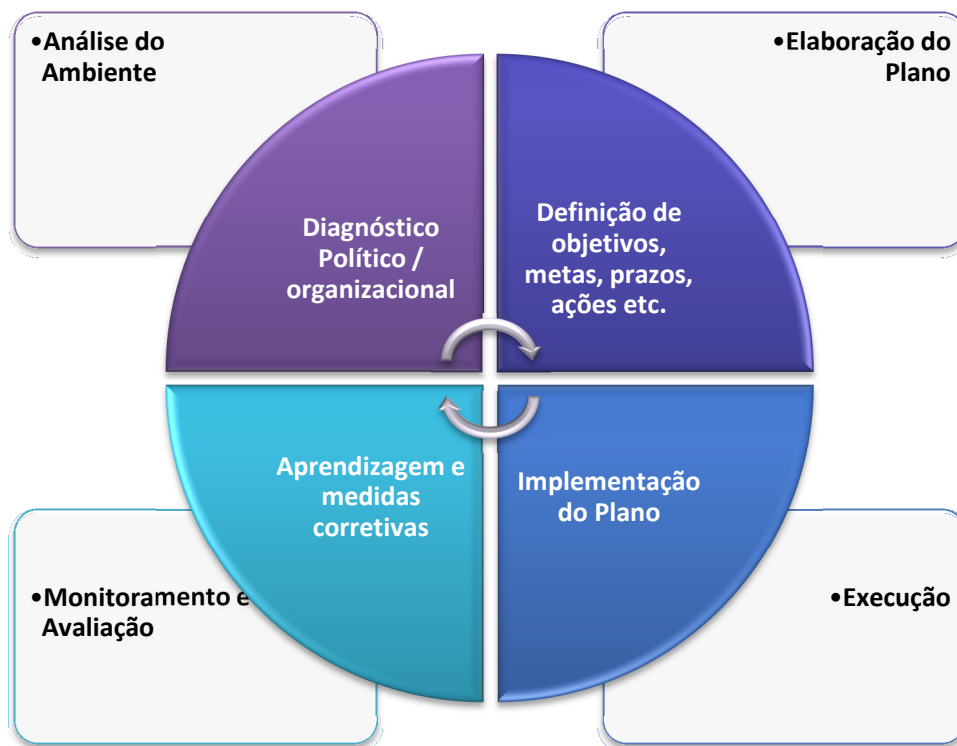 •Análise do
Ambiente
•Elaboração do
Plano
Diagnóstico
Político /
organizacional
Definição de
objetivos,
metas, prazos,
ações etc.
Aprendizagem e
medidas
corretivas
Implementação
do Plano
•Monitoramento e
Avaliação
•Execução